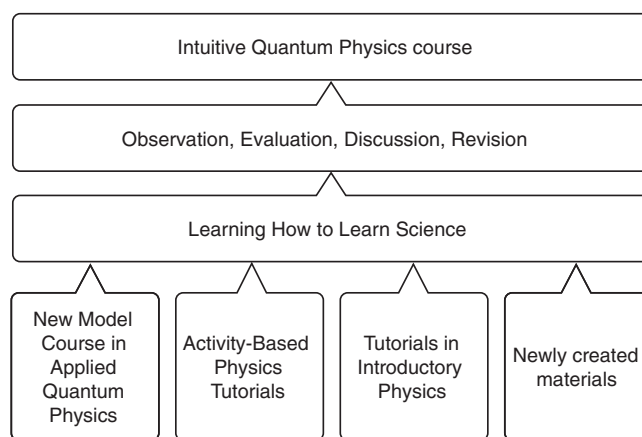 Intuitive Quantum Physics course
Observation, Evaluation, Discussion, Revision
Learning How to Learn Science
New Model
Course in
Applied
Quantum
Physics
Activity-Based
Physics
Tutorials
Tutorials in
Introductory
Physics
Newly created
materials